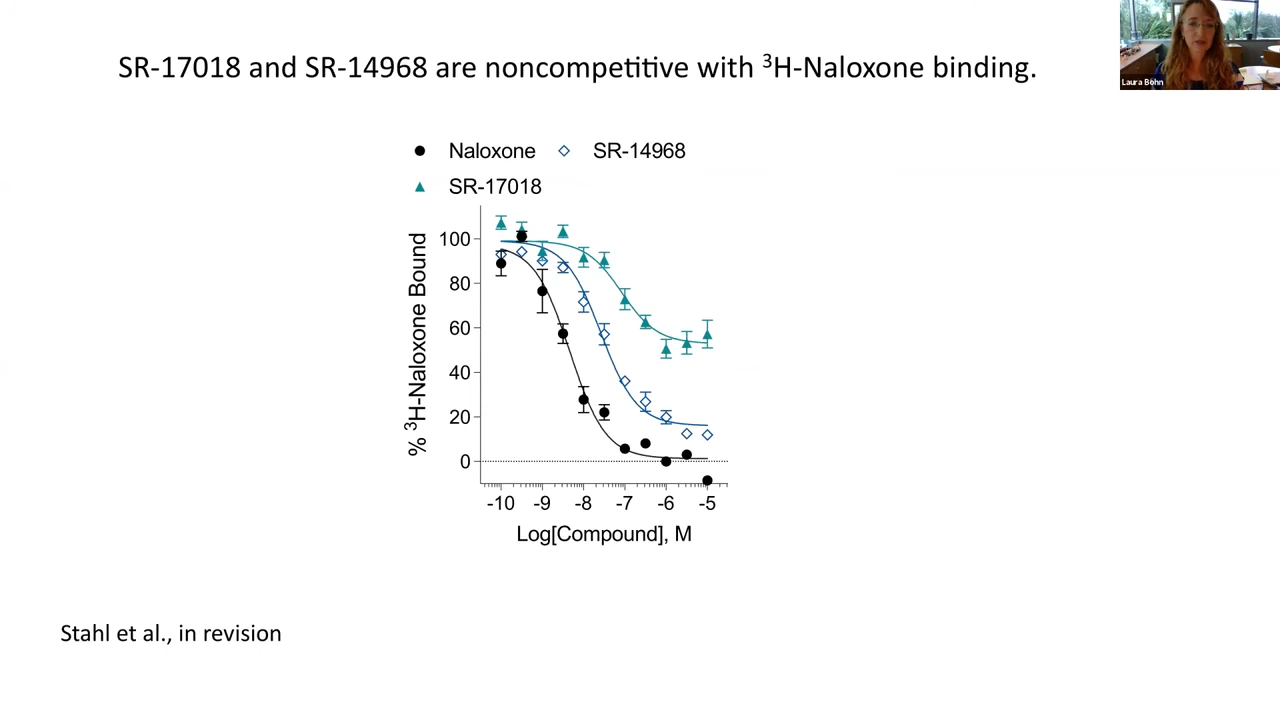 SR-17018 and SR-14968 are noncompetitive with ³H-Naloxone binding.
Laura Bohn
Naloxone SR-14968
SR-17018
% ³H-Naloxone Bound
100
80
60
40
20
0
-10 -9 -8 -7 -6 -5
Log[Compound], M
Stahl et al., in revision